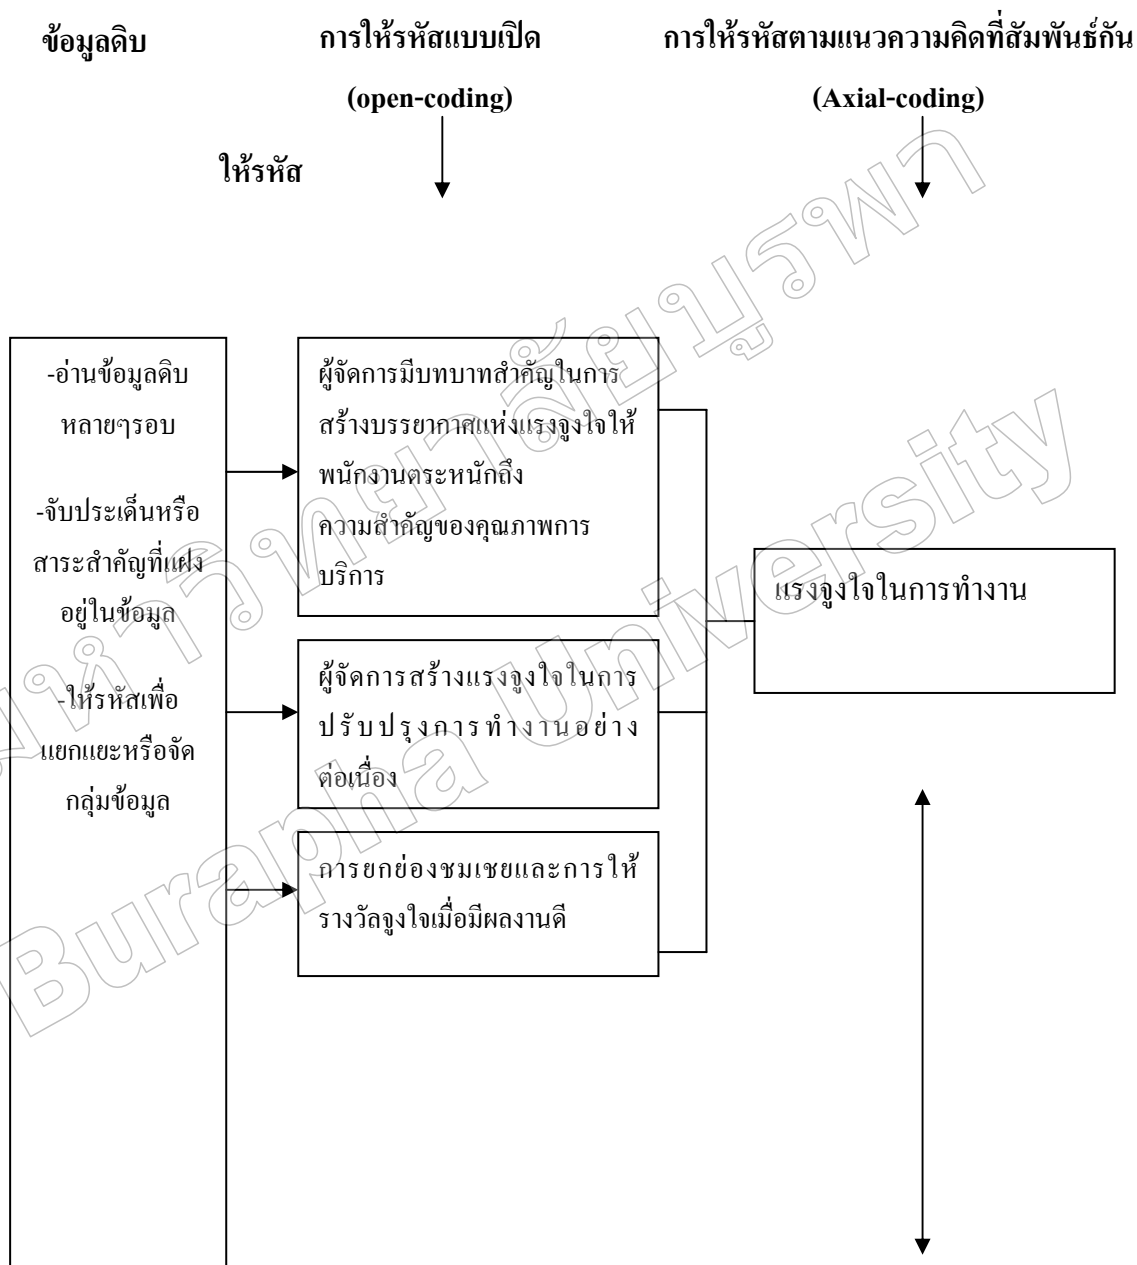 ข้อมูลดิบ
การให้รหัสแบบเปิด
(open-coding)
การให้รหัสตามแนวความคิดที่สัมพันธ์กัน
(Axial-coding)
ให้รหัส
-อ่านข้อมูลดิบ
หลายๆรอบ
-จับประเด็นหรือ
สาระสำคัญที่แฝง
อยู่ในข้อมูล
-ให้รหัสเพื่อ
แยกแยะหรือจัด
กลุ่มข้อมูล
ผู้จัดการมีบทบาทสำคัญในการ
สร้างบรรยากาศแห่งแรงจูงใจให้
พนักงานตระหนักถึง
ความสำคัญของคุณภาพการ
บริการ
ผู้จัดการสร้างแรงจูงใจในการ
ปรับปรุงการทำงานอย่าง
ต่อเนื่อง
การยกย่องชมเชยและการให้
รางวัลจูงใจเมื่อมีผลงานดี
แรงจูงใจในการทำงาน
มหาวิทยาลัยบูรพา
Burapha University